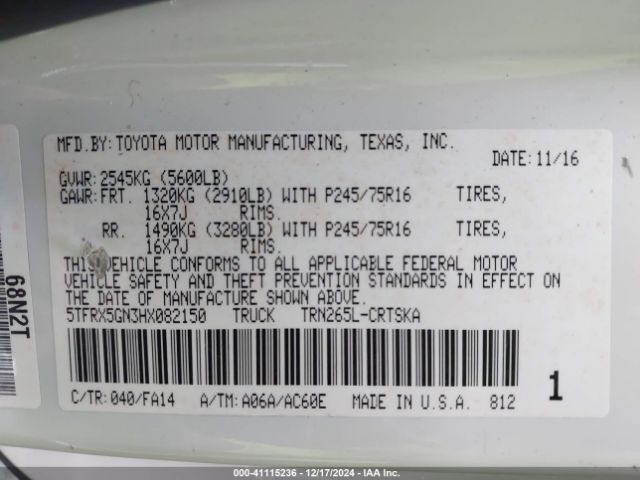 MFD.BY: TOYOTA MOTOR MANUFACTURING, TEXAS, INC.
DATE: 11/16
GVWR: 2545KG (5600LB)
GAWR: FRT. 1320KG (2910LB) WITH P245/75R16 TIRES,
16X7J RIMS.
RR. 1490KG (3280LB) WITH P245/75R16 TIRES,
16X7J RIMS.
THIS VEHICLE CONFORMS TO ALL APPLICABLE FEDERAL MOTOR
VEHICLE SAFETY AND THEFT PREVENTION STANDARDS IN EFFECT ON
THE DATE OF MANUFACTURE SHOWN ABOVE.
5TFRX5GN3HX082150 TRUCK TRN265L-CRTSKA
C/TR: 040/FA14 A/TM: A06A/AC60E MADE IN U.S.A. 812
1
68N2T
000-41115236 - 12/17/2024 - IAA Inc.